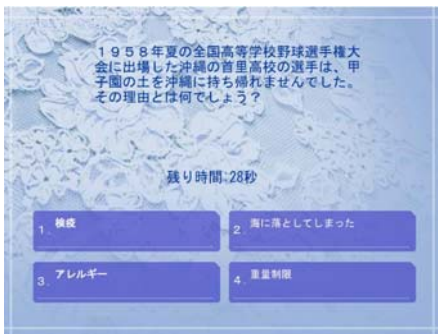 1958年夏の全国高等学校野球選手権大
会に出場した沖縄の首里高校の選手は、甲
子園の土を沖縄に持ち帰れませんでした。
その理由とは何でしょう?
残り時間:28秒
1. 検疫
2. 海に落としてしまった
3. アレルギー
4. 重量制限